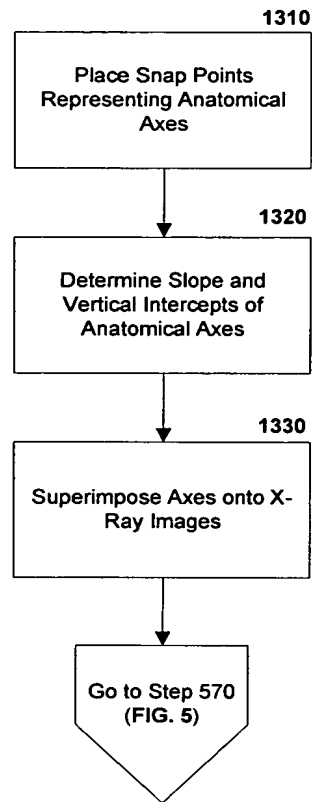 1310
Place Snap Points
Representing Anatomical
Axes
1320
Determine Slope and
Vertical Intercepts of
Anatomical Axes
1330
Superimpose Axes onto X-
Ray Images
Go to Step 570
(FIG. 5)